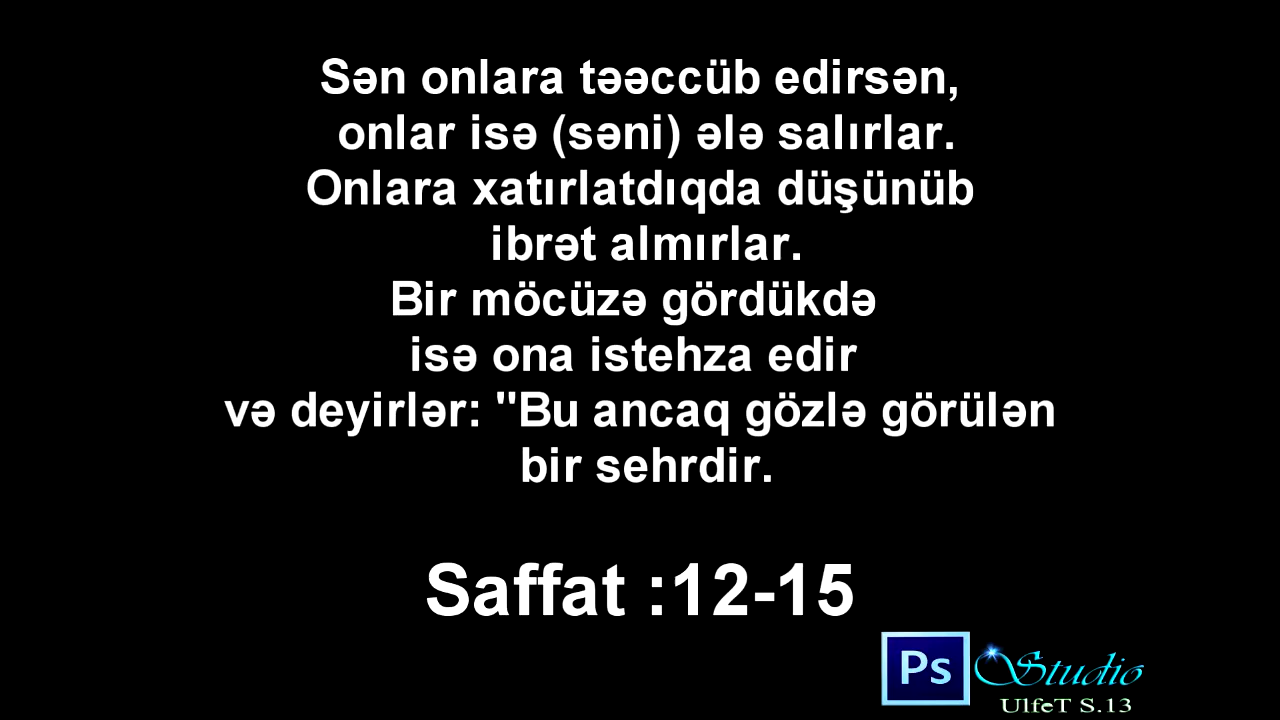 Sən onlara təəccüb edirsən,
onlar isə (səni) ələ salırlar.
Onlara xatırlatdıqda düşünüb
ibrət almırlar.
Bir möcüzə gördükdə
isə ona istehza edir
və deyirlər: "Bu ancaq gözlə görülən
bir sehrdir.
Saffat :12-15
Ps Studio
UlfeT S.13